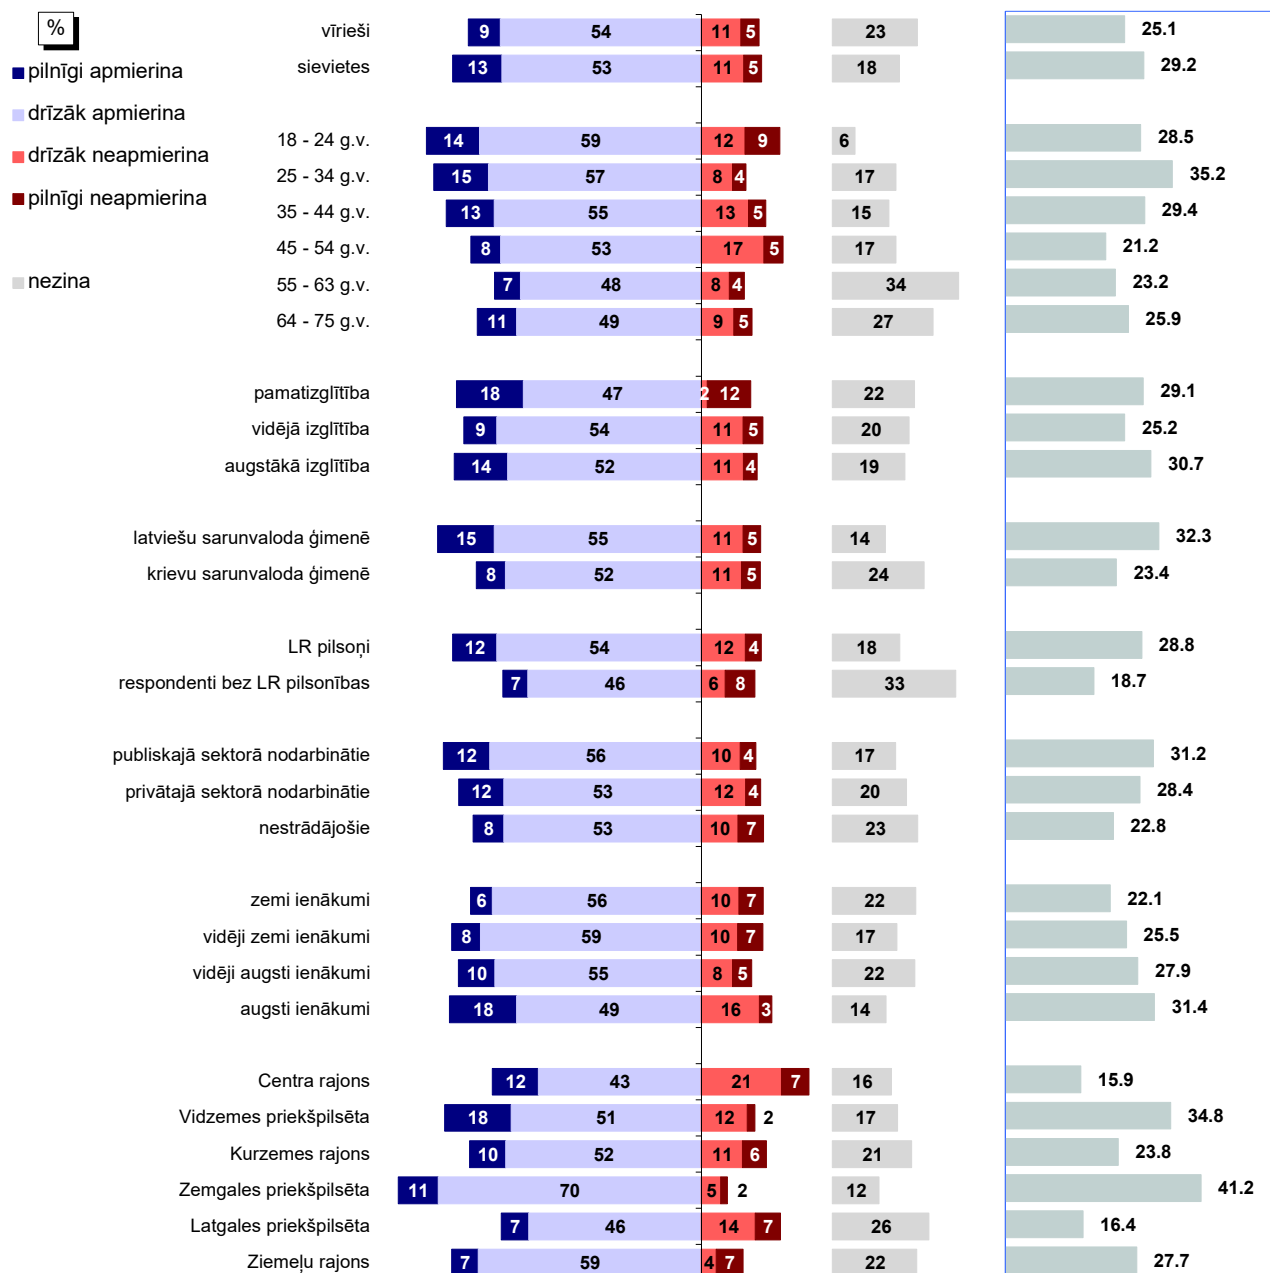 %
pilnīgi apmierina
drīzāk apmierina
drīzāk neapmierina
pilnīgi neapmierina
nezina
vīrieši 9 54 11 5 23 25.1
sievietes 13 53 11 5 18 29.2
18 - 24 g.v. 14 59 12 9 6 28.5
25 - 34 g.v. 15 57 8 4 17 35.2
35 - 44 g.v. 13 55 13 5 15 29.4
45 - 54 g.v. 8 53 17 5 17 21.2
55 - 63 g.v. 7 48 8 4 34 23.2
64 - 75 g.v. 11 49 9 5 27 25.9
pamatizglītība 18 47 2 12 22 29.1
vidējā izglītība 9 54 11 5 20 25.2
augstākā izglītība 14 52 11 4 19 30.7
latviešu sarunvaloda ģimenē 15 55 11 5 14 32.3
krievu sarunvaloda ģimenē 8 52 11 5 24 23.4
LR pilsoņi 12 54 12 4 18 28.8
respondenti bez LR pilsonības 7 46 6 8 33 18.7
publiskajā sektorā nodarbinātie 12 56 10 4 17 31.2
privātajā sektorā nodarbinātie 12 53 12 4 20 28.4
nestrādājošie 8 53 10 7 23 22.8
zemi ienākumi 6 56 10 7 22 22.1
vidēji zemi ienākumi 8 59 10 7 17 25.5
vidēji augsti ienākumi 10 55 8 5 22 27.9
augsti ienākumi 18 49 16 3 14 31.4
Centra rajons 12 43 21 7 16 15.9
Vidzemes priekšpilsēta 18 51 12 2 17 34.8
Kurzemes rajons 10 52 11 6 21 23.8
Zemgales priekšpilsēta 11 70 5 2 12 41.2
Latgales priekšpilsēta 7 46 14 7 26 16.4
Ziemeļu rajons 7 59 4 7 22 27.7